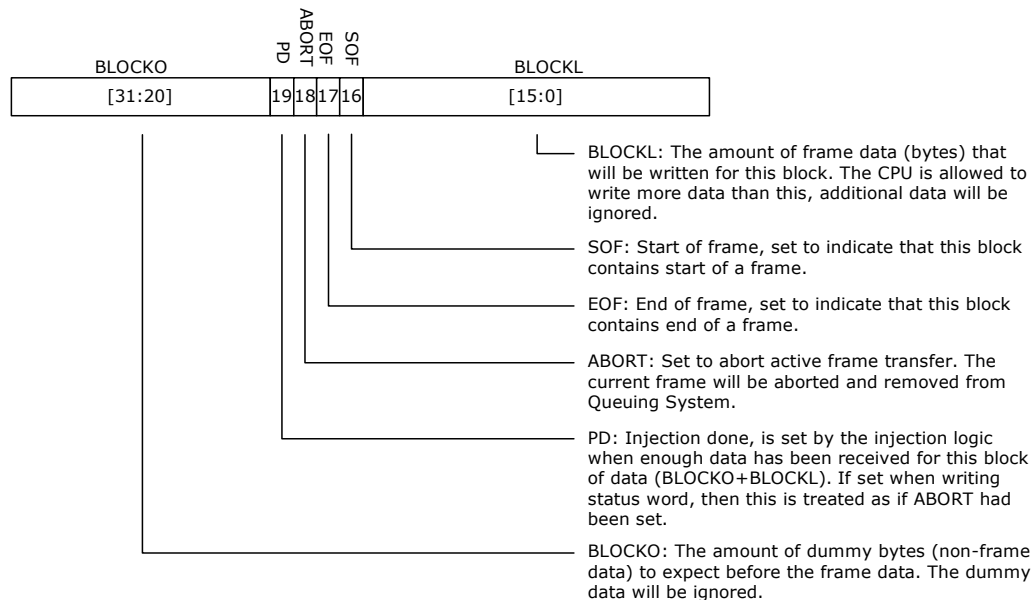 PD
ABORT
EOF
SOF
BLOCKO
BLOCKL
[31:20]
19
18
17
16
[15:0]
BLOCKL: The amount of frame data (bytes) that
will be written for this block. The CPU is allowed to
write more data than this, additional data will be
ignored.
SOF: Start of frame, set to indicate that this block
contains start of a frame.
EOF: End of frame, set to indicate that this block
contains end of a frame.
ABORT: Set to abort active frame transfer. The
current frame will be aborted and removed from
Queuing System.
PD: Injection done, is set by the injection logic
when enough data has been received for this block
of data (BLOCKO+BLOCKL). If set when writing
status word, then this is treated as if ABORT had
been set.
BLOCKO: The amount of dummy bytes (non-frame
data) to expect before the frame data. The dummy
data will be ignored.